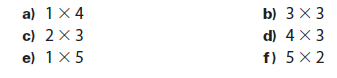 a) 1 × 4 b) 3 × 3
c) 2 × 3 d) 4 × 3
e) 1 × 5 f) 5 × 2